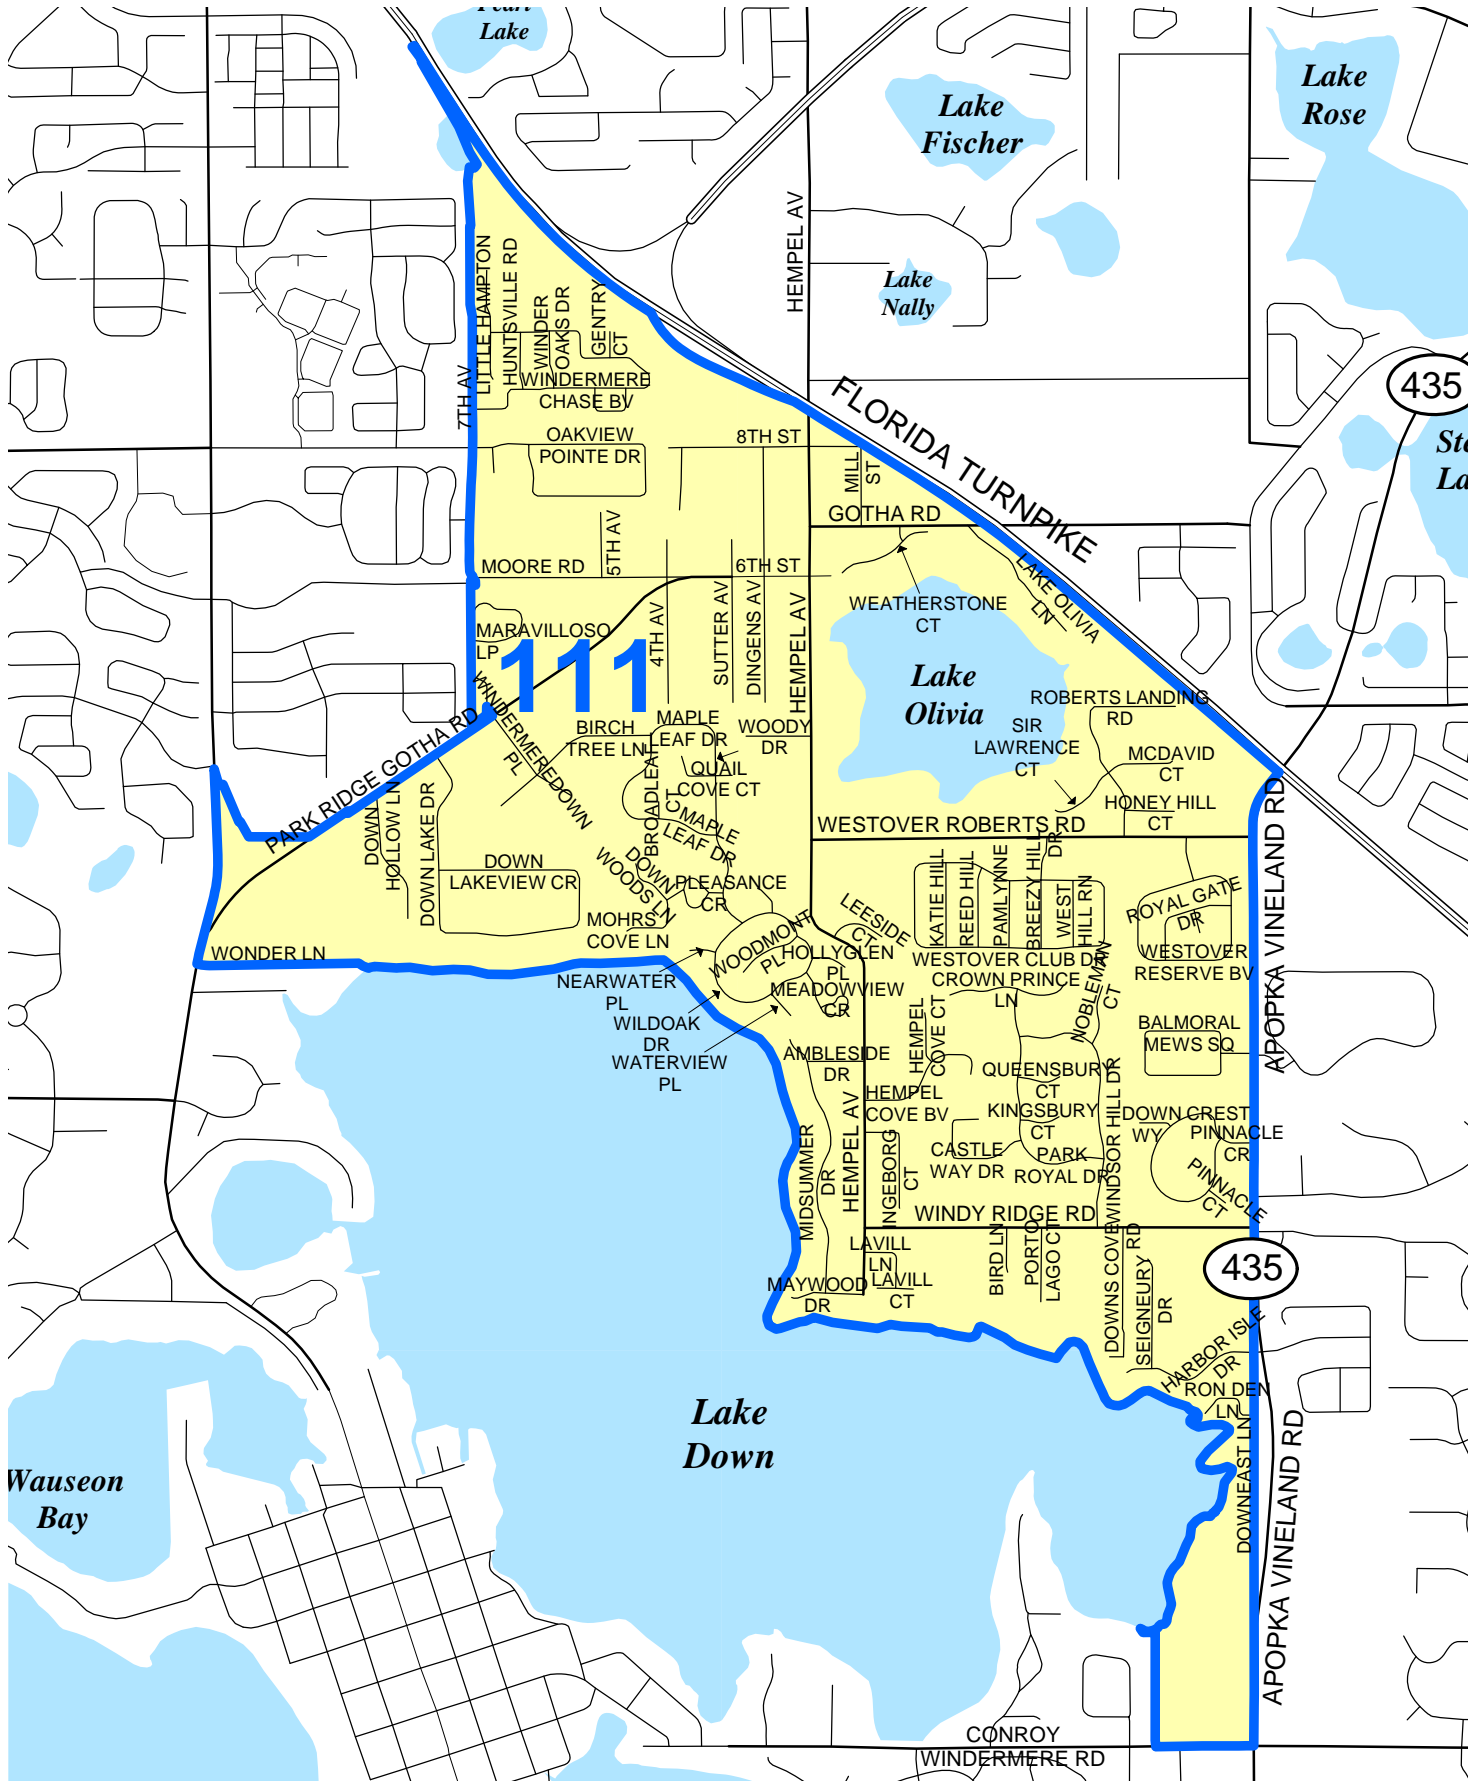 Pearl
Lake
Lake
Fischer
Lake
Rose
Lake
Nally
HEMPEL AV
435
LITTLE HAMPTON
HUNTSVILLE RD
WINDER
OAKS DR
GENTRY
CT
7TH AV
WINDERMERE
CHASE BV
FLORIDA TURNPIKE
OAKVIEW
POINTE DR
8TH ST
MILL
ST
GOTHA RD
5TH AV
MOORE RD
6TH ST
LAKE OLIVIA
LN
WEATHERSTONE
CT
4TH AV
SUTTER AV
DINGENS AV
HEMPEL AV
MARAVILLOSO
LP
111
Lake
Olivia
ROBERTS LANDING
RD
SIR
LAWRENCE
CT
MCDAVID
CT
HONEY HILL
CT
WINDERMEREDOWN
PL
BIRCH
TREE LN
MAPLE
LEAF DR
WOODY
DR
QUAIL
COVE CT
BROADLEAF
CT
MAPLE
LEAF DR
PARK RIDGE GOTHA RD
DOWN
HOLLOW LN
DOWN LAKE DR
DOWN
LAKEVIEW CR
DOWN
WOODS LN
PLEASANCE
CR
MOHRS
COVE LN
WESTOVER ROBERTS RD
APOPKA VINELAND RD
KATIE HILL
REED HILL
PAMLYNNE
BREEZY HILL
DR
WEST
HILL RN
ROYAL GATE
DR
WESTOVER
RESERVE BV
LEESIDE
CT
WONDER LN
WOODMONT
PL
HOLLYGLEN
PL
MEADOWVIEW
CR
WESTOVER CLUB DR
CROWN PRINCE
LN
NOBLEMAN
CT
NEARWATER
PL
WILDOAK
DR
WATERVIEW
PL
HEMPEL
COVE CT
BALMORAL
MEWS SQ
AMBLESIDE
DR
QUEENSBURY
CT
HEMPEL
COVE BV
KINGSBURY
CT
DOWN CREST
WY
PINNACLE
CR
PINNACLE
CT
MIDSUMMER
DR
HEMPEL AV
INGEBORG
CT
CASTLE
WAY DR
PARK
ROYAL DR
WINDSOR HILL DR
WINDY RIDGE RD
LAVILL
LN
LAVILL
CT
BIRD LN
PORTO
LAGO CT
DOWNS COVE
RD
SEIGNEURY
DR
435
MAYWOOD
DR
HARBOR ISLE
DR
RON DEN
LN
DOWNEAST LN
APOPKA VINELAND RD
Lake
Down
Wauseon
Bay
CONROY
WINDERMERE RD